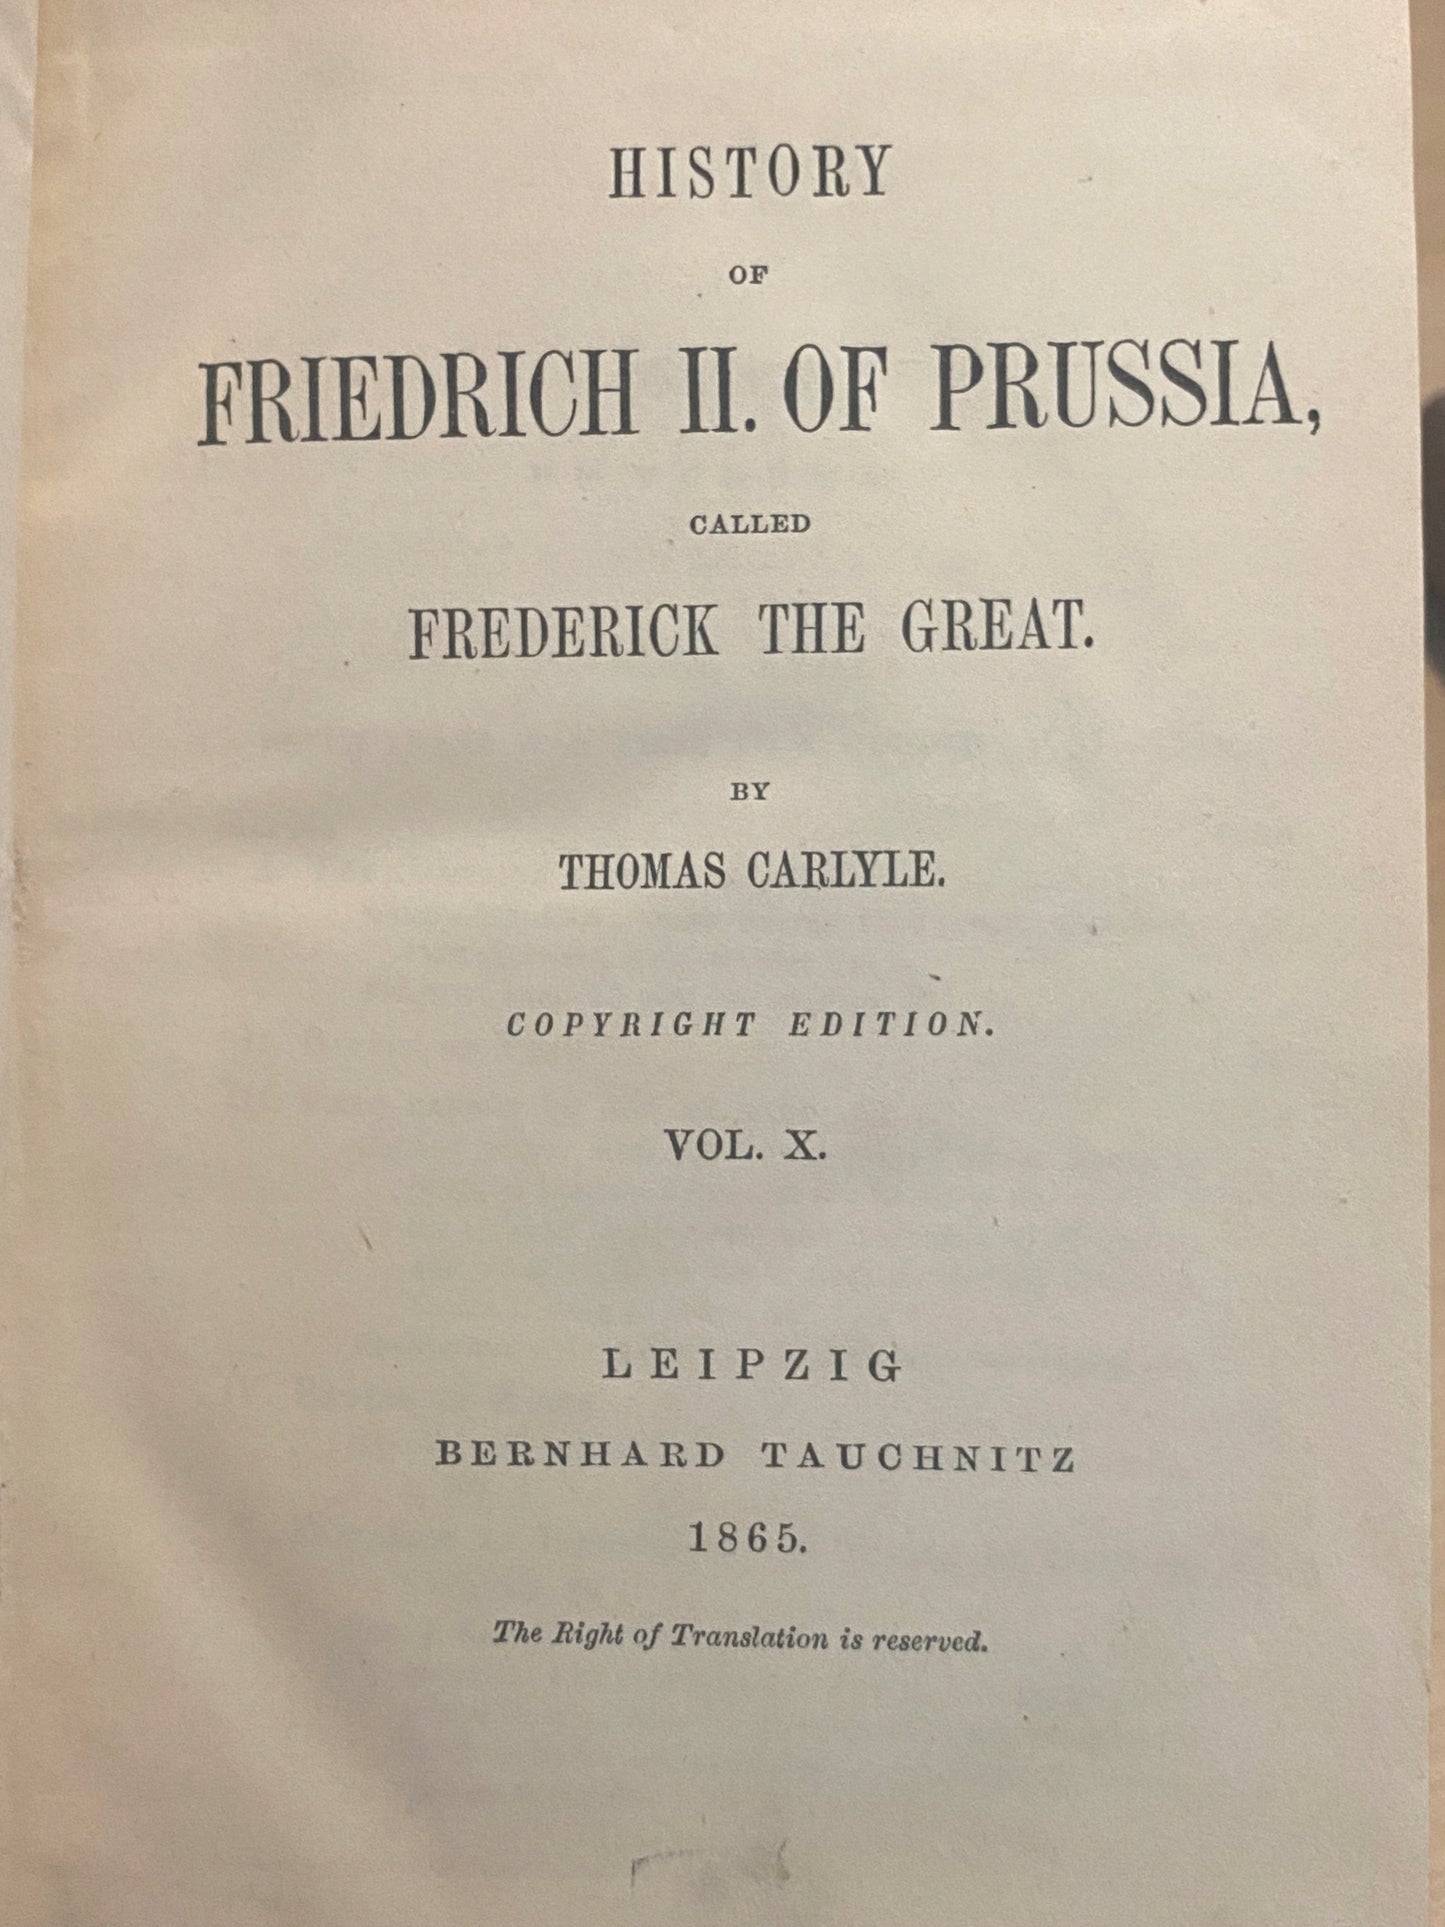 HISTORY
OF
FRIEDRICH II. OF PRUSSIA,
CALLED
FREDERICK THE GREAT.
BY
THOMAS CARLYLE.
COPYRIGHT EDITION.
VOL. X.
LEIPZIG
BERNHARD TAUCHNITZ
1865.
The Right of Translation is reserved.